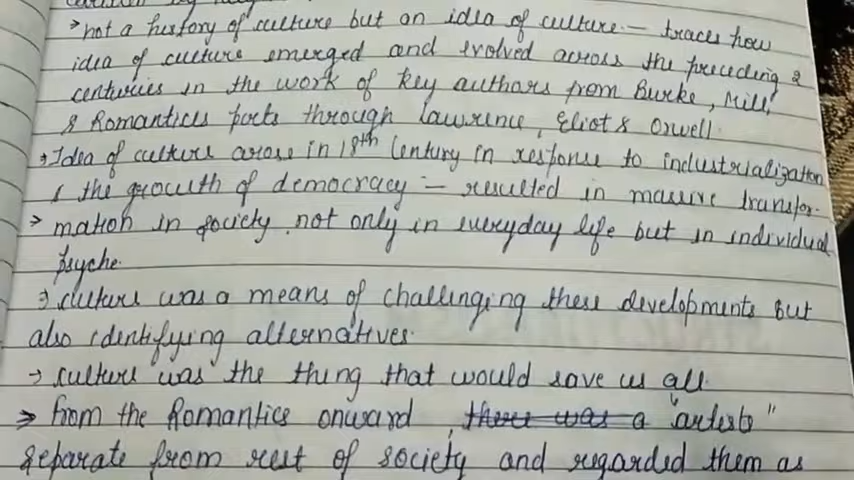 > not a history of culture but an idea of culture — traces how
idea of culture emerged and evolved across the preceding 2
centuries in the work of key authors from Burke, Mill,
& Romantics poets through Lawrence, Eliot & Orwell
→ Idea of culture arose in 18th Century in response to industrialization
& the growth of democracy — resulted in massive transfor-
> mation in society not only in everyday life but in individual
psyche.
→ culture was a means of challenging these developments but
also identifying alternatives.
→ culture was the thing that would save us all.
> from the Romantics onward, there was a "artists"
separate from rest of society and regarded them as